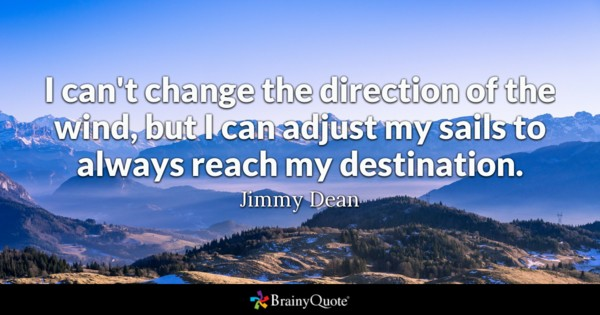 I can't change the direction of the
wind, but I can adjust my sails to
always reach my destination.
Jimmy Dean
BrainyQuote®